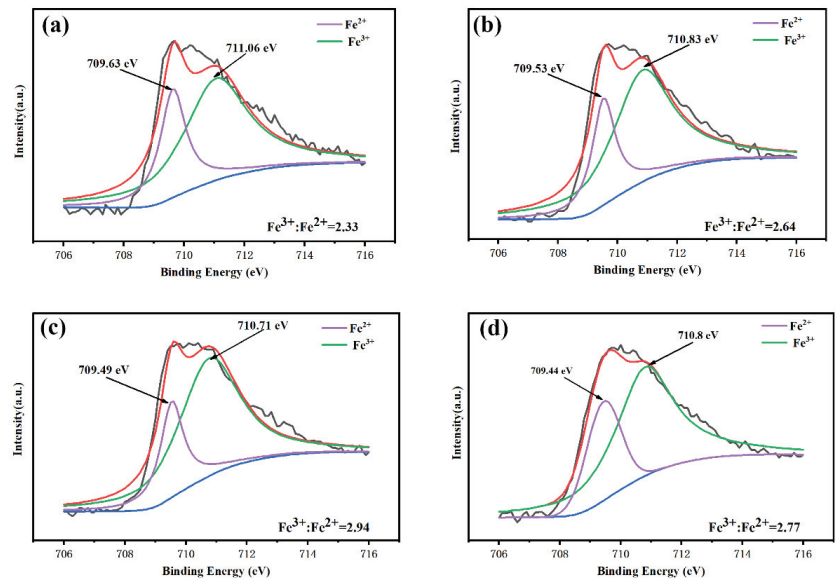 (a)
Fe²⁺
Fe³⁺
709.63 eV
711.06 eV
Intensity(a.u.)
Fe³⁺:Fe²⁺=2.33
706 708 710 712 714 716
Binding Energy (eV)
(b)
Fe²⁺
Fe³⁺
709.53 eV
710.83 eV
Intensity(a.u.)
Fe³⁺:Fe²⁺=2.64
706 708 710 712 714 716
Binding Energy (eV)
(c)
Fe²⁺
Fe³⁺
710.71 eV
709.49 eV
Intensity(a.u.)
Fe³⁺:Fe²⁺=2.94
706 708 710 712 714 716
Binding Energy (eV)
(d)
Fe²⁺
Fe³⁺
710.8 eV
709.44 eV
Intensity(a.u.)
Fe³⁺:Fe²⁺=2.77
706 708 710 712 714 716
Binding Energy (eV)